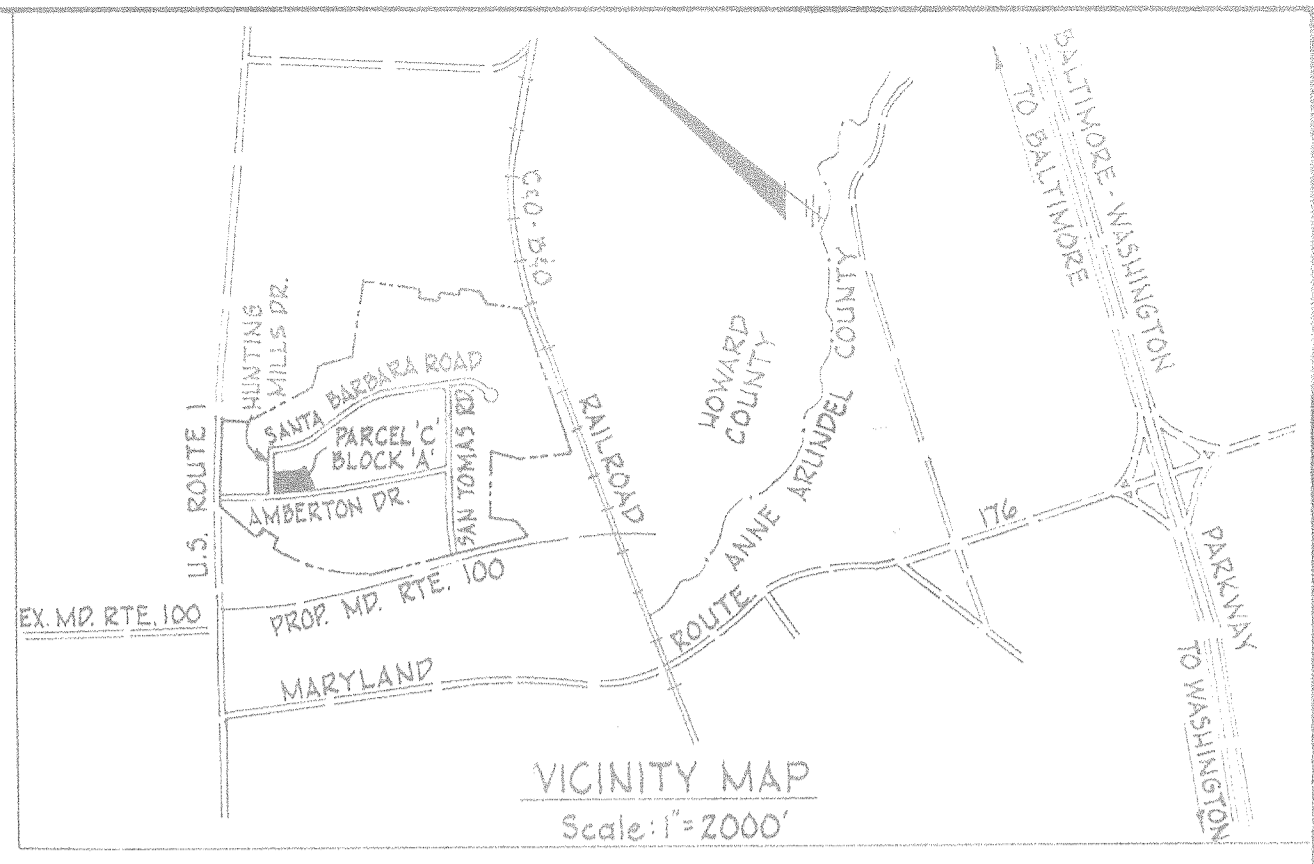 BALTIMORE - WASHINGTON
PARKWAY
TO BALTIMORE
TO WASHINGTON
C&O - B&O
RAILROAD
HOWARD
COUNTY
ANNE ARUNDEL COUNTY
HUNTING
MILLS DR.
SANTA BARBARA ROAD
PARCEL 'C'
BLOCK 'A'
SAN TOMAS RD.
AMBERTON DR.
U.S. ROUTE 1
EX. MD. RTE. 100
PROP. MD. RTE. 100
MARYLAND
ROUTE
176
VICINITY MAP
Scale: 1"=2000'